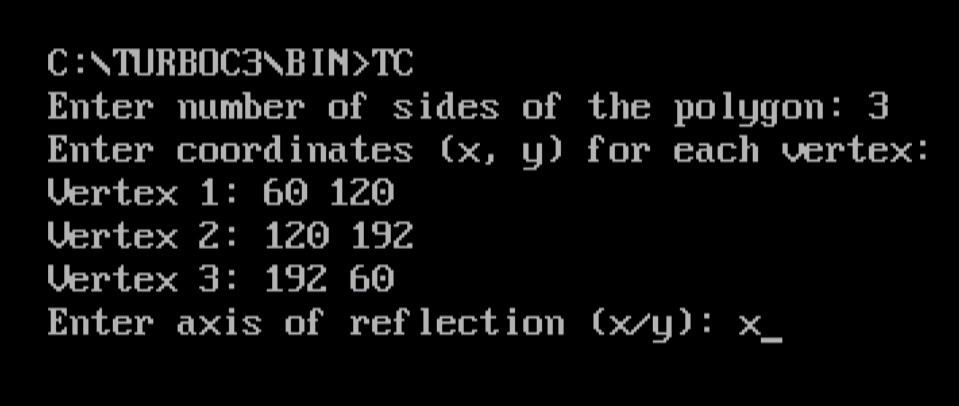 C:\TURBOC3\BIN>TC
Enter number of sides of the polygon: 3
Enter coordinates (x, y) for each vertex:
Vertex 1: 60 120
Vertex 2: 120 192
Vertex 3: 192 60
Enter axis of reflection (x/y): x_